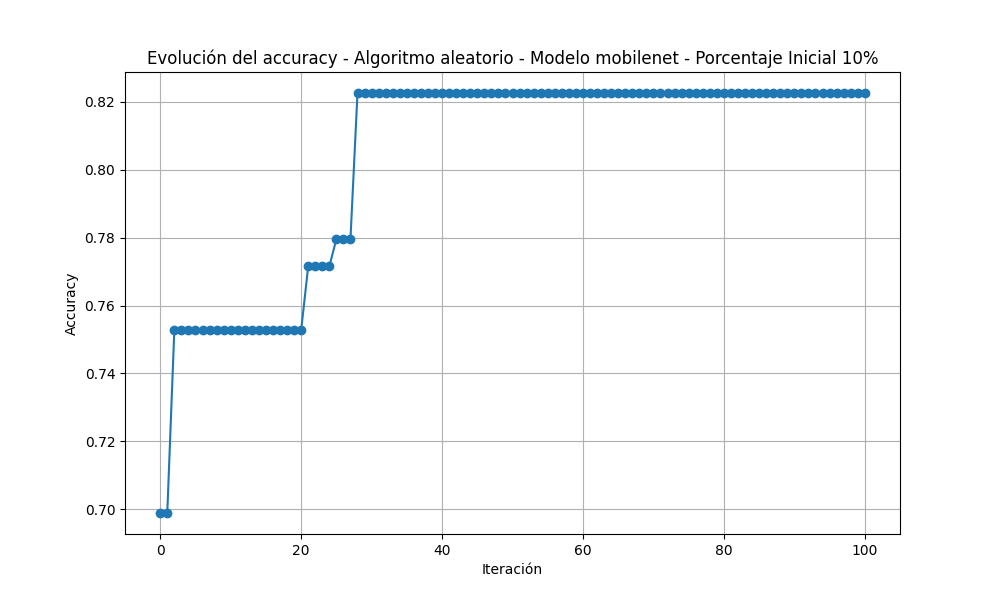 Evolución del accuracy - Algoritmo aleatorio - Modelo mobilenet - Porcentaje Inicial 10%
Accuracy
0.82
0.80
0.78
0.76
0.74
0.72
0.70
0 20 40 60 80 100
Iteración